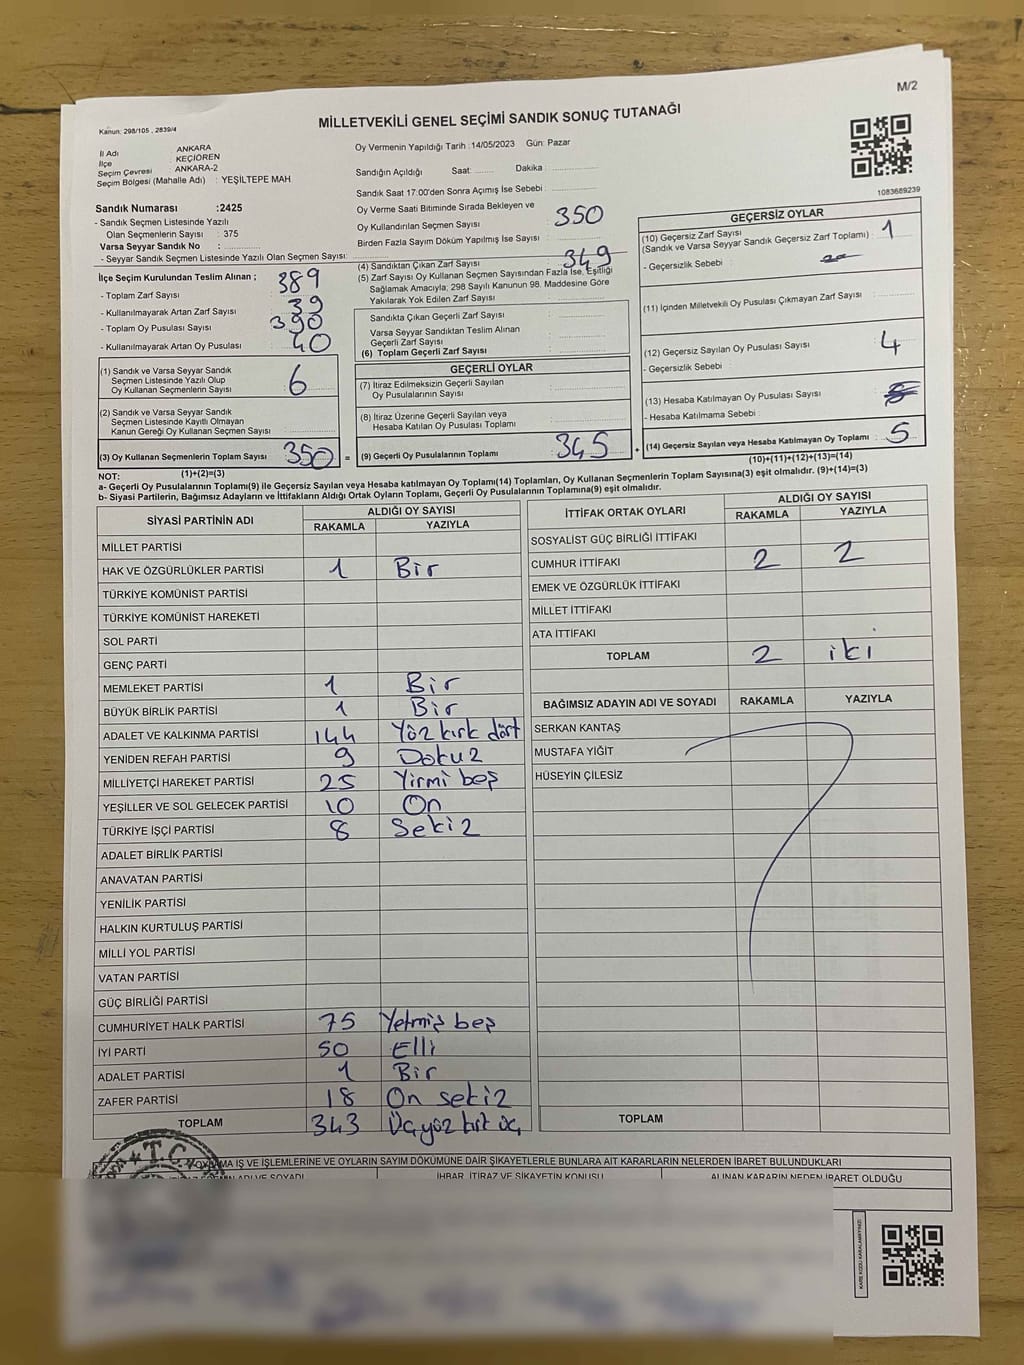 M/2
Kanun: 298/105 , 2839/4
MİLLETVEKİLİ GENEL SEÇİMİ SANDIK SONUÇ TUTANAĞI
İl Adı : ANKARA
İlçe : KEÇİÖREN
Seçim Çevresi : ANKARA-2
Seçim Bölgesi (Mahalle Adı) : YEŞİLTEPE MAH
Sandık Numarası :2425
- Sandık Seçmen Listesinde Yazılı
Olan Seçmenlerin Sayısı : 375
Varsa Seyyar Sandık No :
- Seyyar Sandık Seçmen Listesinde Yazılı Olan Seçmen Sayısı:
Oy Vermenin Yapıldığı Tarih :14/05/2023 Gün: Pazar
Sandığın Açıldığı Saat: Dakika :
Sandık Saat 17:00'den Sonra Açımış İse Sebebi :
Oy Verme Saati Bitiminde Sırada Bekleyen ve
Oy Kullandırılan Seçmen Sayısı 350
Birden Fazla Sayım Döküm Yapılmış İse Sayısı :
(4) Sandıktan Çıkan Zarf Sayısı 349
(5) Zarf Sayısı Oy Kullanan Seçmen Sayısından Fazla İse, Eşitliği
Sağlamak Amacıyla; 298 Sayılı Kanunun 98. Maddesine Göre
Yakılarak Yok Edilen Zarf Sayısı :
1083689239
GEÇERSİZ OYLAR
(10) Geçersiz Zarf Sayısı : 1
(Sandık ve Varsa Seyyar Sandık Geçersiz Zarf Toplamı)
- Geçersizlik Sebebi :
(11) İçinden Milletvekili Oy Pusulası Çıkmayan Zarf Sayısı :
(12) Geçersiz Sayılan Oy Pusulası Sayısı 4
- Geçersizlik Sebebi :
(13) Hesaba Katılmayan Oy Pusulası Sayısı
- Hesaba Katılmama Sebebi :
(14) Geçersiz Sayılan veya Hesaba Katılmayan Oy Toplamı : 5
(10)+(11)+(12)+(13)=(14)
İlçe Seçim Kurulundan Teslim Alınan ;
- Toplam Zarf Sayısı : 389
- Kullanılmayarak Artan Zarf Sayısı : 39
- Toplam Oy Pusulası Sayısı : 390
- Kullanılmayarak Artan Oy Pusulası : 40
Sandıkta Çıkan Geçerli Zarf Sayısı :
Varsa Seyyar Sandıktan Teslim Alınan
Geçerli Zarf Sayısı :
(6) Toplam Geçerli Zarf Sayısı :
(1) Sandık ve Varsa Seyyar Sandık
Seçmen Listesinde Yazılı Olup
Oy Kullanan Seçmenlerin Sayısı : 6
(2) Sandık ve Varsa Seyyar Sandık
Seçmen Listesinde Kayıtlı Olmayan
Kanun Gereği Oy Kullanan Seçmen Sayısı :
(3) Oy Kullanan Seçmenlerin Toplam Sayısı : 350 =
(1)+(2)=(3)
GEÇERLİ OYLAR
(7) İtiraz Edilmeksizin Geçerli Sayılan
Oy Pusulalarının Sayısı :
(8) İtiraz Üzerine Geçerli Sayılan veya
Hesaba Katılan Oy Pusulası Toplamı :
(9) Geçerli Oy Pusulalarının Toplamı : 345 +
NOT:
a- Geçerli Oy Pusulalarının Toplamı(9) ile Geçersiz Sayılan veya Hesaba katılmayan Oy Toplamı(14) Toplamları, Oy Kullanan Seçmenlerin Toplam Sayısına(3) eşit olmalıdır. (9)+(14)=(3)
b- Siyasi Partilerin, Bağımsız Adayların ve İttifakların Aldığı Ortak Oyların Toplamı, Geçerli Oy Pusulalarının Toplamına(9) eşit olmalıdır.
SİYASİ PARTİNİN ADI ALDIĞI OY SAYISI
RAKAMLA YAZIYLA
MİLLET PARTİSİ
HAK VE ÖZGÜRLÜKLER PARTİSİ 1 Bir
TÜRKİYE KOMÜNİST PARTİSİ
TÜRKİYE KOMÜNİST HAREKETİ
SOL PARTİ
GENÇ PARTİ
MEMLEKET PARTİSİ 1 Bir
BÜYÜK BİRLİK PARTİSİ 1 Bir
ADALET VE KALKINMA PARTİSİ 144 Yöz kırk dört
YENİDEN REFAH PARTİSİ 9 Dokuz
MİLLİYETÇİ HAREKET PARTİSİ 25 Yirmi beş
YEŞİLLER VE SOL GELECEK PARTİSİ 10 On
TÜRKİYE İŞÇİ PARTİSİ 8 Sekiz
ADALET BİRLİK PARTİSİ
ANAVATAN PARTİSİ
YENİLİK PARTİSİ
HALKIN KURTULUŞ PARTİSİ
MİLLİ YOL PARTİSİ
VATAN PARTİSİ
GÜÇ BİRLİĞİ PARTİSİ
CUMHURİYET HALK PARTİSİ 75 Yetmiş beş
İYİ PARTİ 50 Elli
ADALET PARTİSİ 1 Bir
ZAFER PARTİSİ 18 On sekiz
TOPLAM 343 Üçyöz kırk üç
İTTİFAK ORTAK OYLARI ALDIĞI OY SAYISI
RAKAMLA YAZIYLA
SOSYALİST GÜÇ BİRLİĞİ İTTİFAKI
CUMHUR İTTİFAKI 2 2
EMEK VE ÖZGÜRLÜK İTTİFAKI
MİLLET İTTİFAKI
ATA İTTİFAKI
TOPLAM 2 iki
BAĞIMSIZ ADAYIN ADI VE SOYADI RAKAMLA YAZIYLA
SERKAN KANTAŞ
MUSTAFA YİĞİT
HÜSEYİN ÇİLESİZ
TOPLAM
T.C.
OYLAMA İŞ VE İŞLEMLERİNE VE OYLARIN SAYIM DÖKÜMÜNE DAİR ŞİKAYETLERLE BUNLARA AİT KARARLARIN NELERDEN İBARET BULUNDUKLARI
ADI VE SOYADI İHBAR, İTİRAZ VE ŞİKAYETİN KONUSU ALINAN KARARIN NEDEN İBARET OLDUĞU
KARE KODU KARALAMAYINIZ!